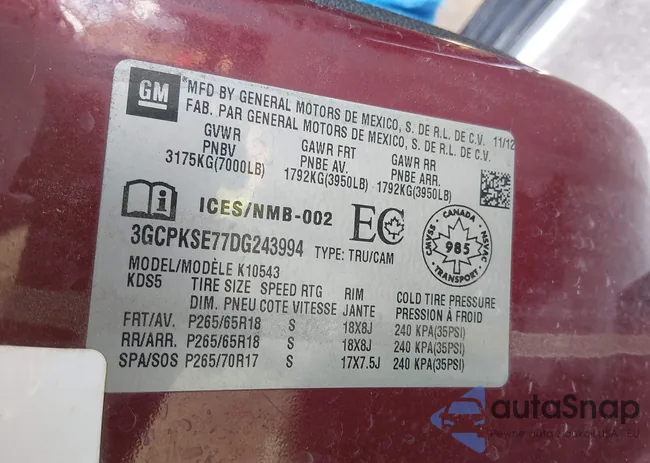 GM
MFD BY GENERAL MOTORS DE MEXICO, S. DE R.L. DE C.V. 11/12
FAB. PAR GENERAL MOTORS DE MEXICO, S. DE R.L. DE C.V.
GVWR GAWR FRT GAWR RR
PNBV PNBE AV. PNBE ARR.
3175KG(7000LB) 1792KG(3950LB) 1792KG(3950LB)
ICES/NMB-002 EC
CANADA CMVSS NSVAC 985 TRANSPORT
3GCPKSE77DG243994 TYPE: TRU/CAM
MODEL/MODÈLE K10543
KDS5 TIRE SIZE SPEED RTG RIM COLD TIRE PRESSURE
DIM. PNEU COTE VITESSE JANTE PRESSION À FROID
FRT/AV. P265/65R18 S 18X8J 240 KPA(35PSI)
RR/ARR. P265/65R18 S 18X8J 240 KPA(35PSI)
SPA/SOS P265/70R17 S 17X7.5J 240 KPA(35PSI)
autaSnap